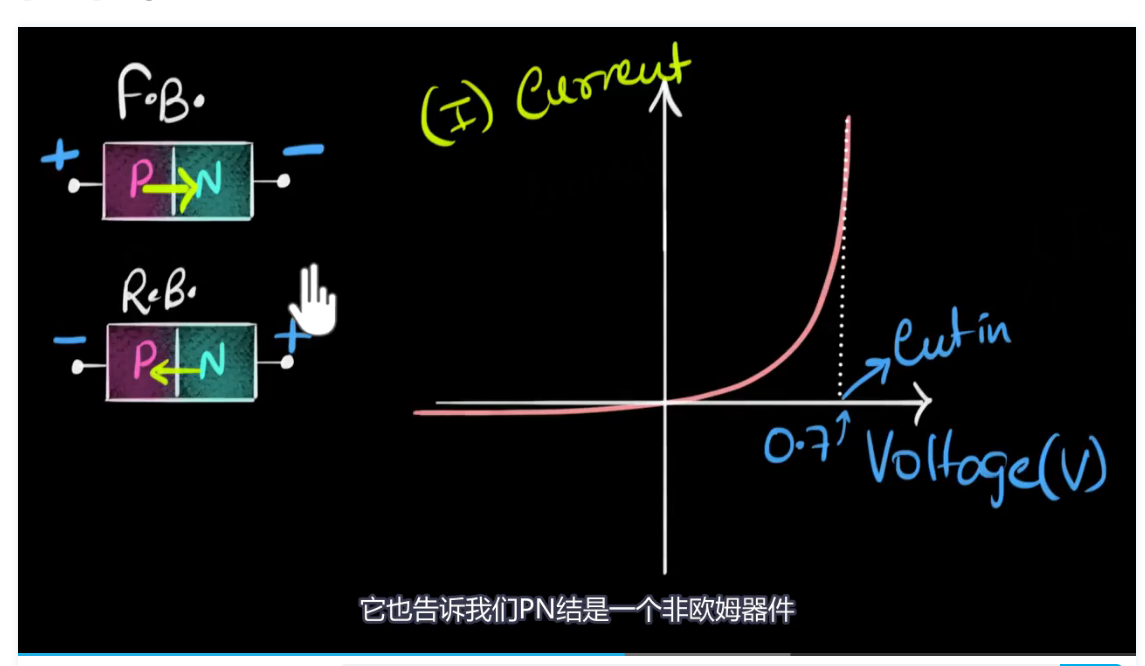 F.B.
+ −
P N
R.B.
− +
P N
(I) Current
Cut in
0.7
Voltage(V)
它也告诉我们PN结是一个非欧姆器件